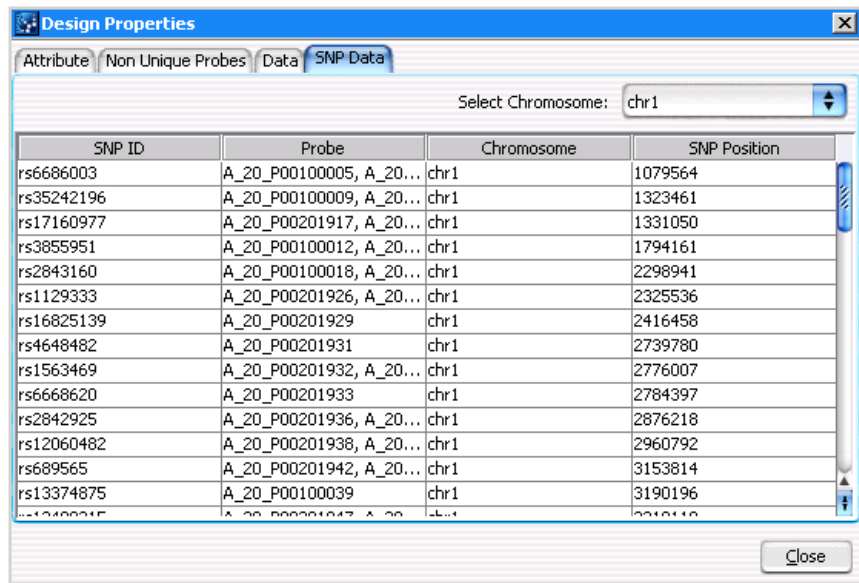 Design Properties
Attribute Non Unique Probes Data SNP Data
Select Chromosome: chr1
SNP ID Probe Chromosome SNP Position
rs6686003 A_20_P00100005, A_20... chr1 1079564
rs35242196 A_20_P00100009, A_20... chr1 1323461
rs17160977 A_20_P00201917, A_20... chr1 1331050
rs3855951 A_20_P00100012, A_20... chr1 1794161
rs2843160 A_20_P00100018, A_20... chr1 2298941
rs1129333 A_20_P00201926, A_20... chr1 2325536
rs16825139 A_20_P00201929 chr1 2416458
rs4648482 A_20_P00201931 chr1 2739780
rs1563469 A_20_P00201932, A_20... chr1 2776007
rs6668620 A_20_P00201933 chr1 2784397
rs2842925 A_20_P00201936, A_20... chr1 2876218
rs12060482 A_20_P00201938, A_20... chr1 2960792
rs689565 A_20_P00201942, A_20... chr1 3153814
rs13374875 A_20_P00100039 chr1 3190196
Close